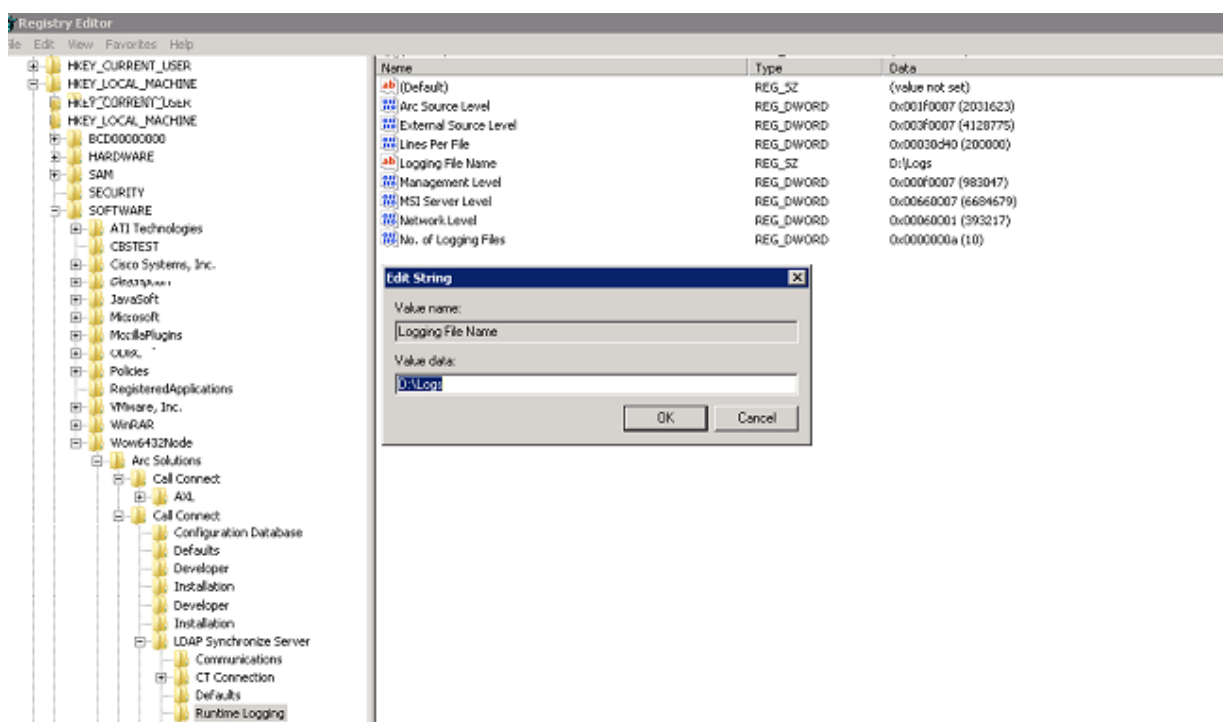 Registry Editor
File Edit View Favorites Help
HKEY_CURRENT_USER
HKEY_LOCAL_MACHINE
HKEY_CURRENT_USER
HKEY_LOCAL_MACHINE
BCD00000000
HARDWARE
SAM
SECURITY
SOFTWARE
ATI Technologies
CBSTEST
Cisco Systems, Inc.
JavaSoft
Microsoft
MozillaPlugins
ODBC
Policies
RegisteredApplications
VMware, Inc.
WinRAR
Wow6432Node
Arc Solutions
Call Connect
AXL
Call Connect
Configuration Database
Defaults
Developer
Installation
Developer
Installation
LDAP Synchronize Server
Communications
CT Connection
Defaults
Runtime Logging
Name Type Data
(Default) REG_SZ (value not set)
Arc Source Level REG_DWORD 0x001f0007 (2031623)
External Source Level REG_DWORD 0x003f0007 (4128775)
Lines Per File REG_DWORD 0x00030d40 (200000)
Logging File Name REG_SZ D:\Logs
Management Level REG_DWORD 0x000f0007 (983047)
MSI Server Level REG_DWORD 0x00660007 (6684679)
Network Level REG_DWORD 0x00060001 (393217)
No. of Logging Files REG_DWORD 0x0000000a (10)
Edit String
Value name:
Logging File Name
Value data:
D:\Logs
OK Cancel